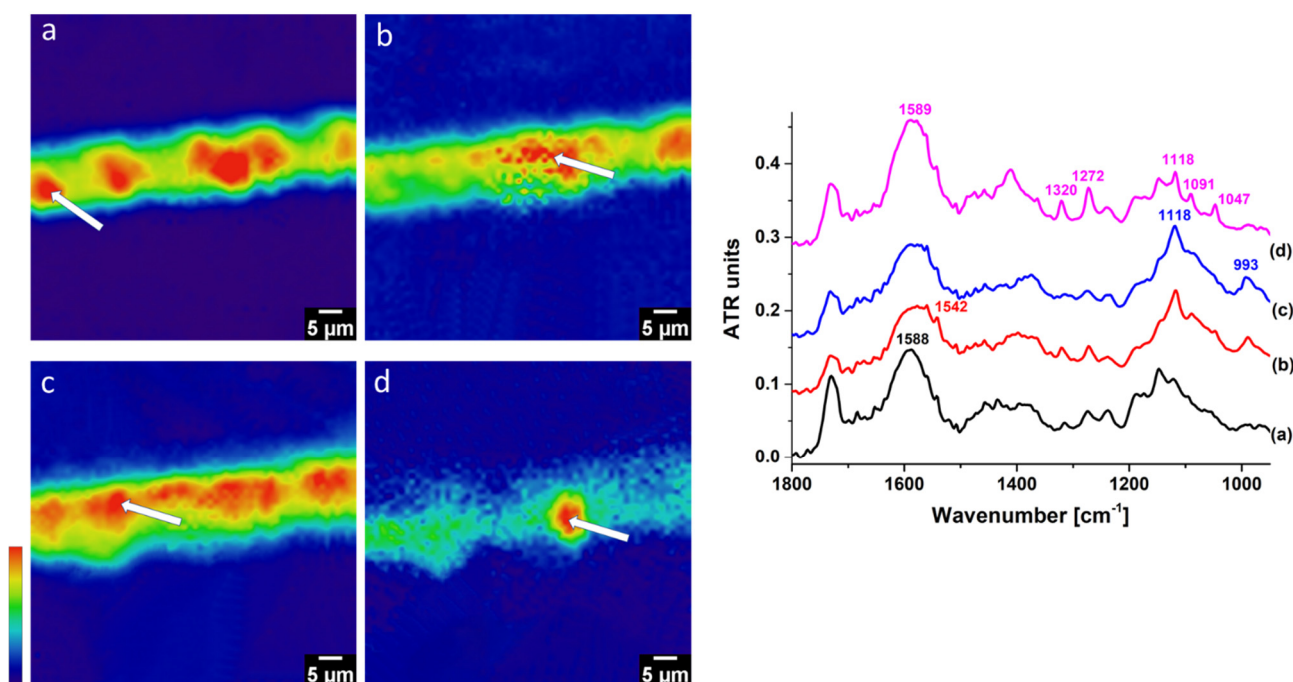 a
b
5 µm
5 µm
c
d
5 µm
5 µm
ATR units
0.4
0.3
0.2
0.1
0.0
1800
1600
1400
1200
1000
Wavenumber [cm⁻¹]
1589
1320
1272
1118
1091
1047
(d)
1118
993
(c)
1542
(b)
1588
(a)